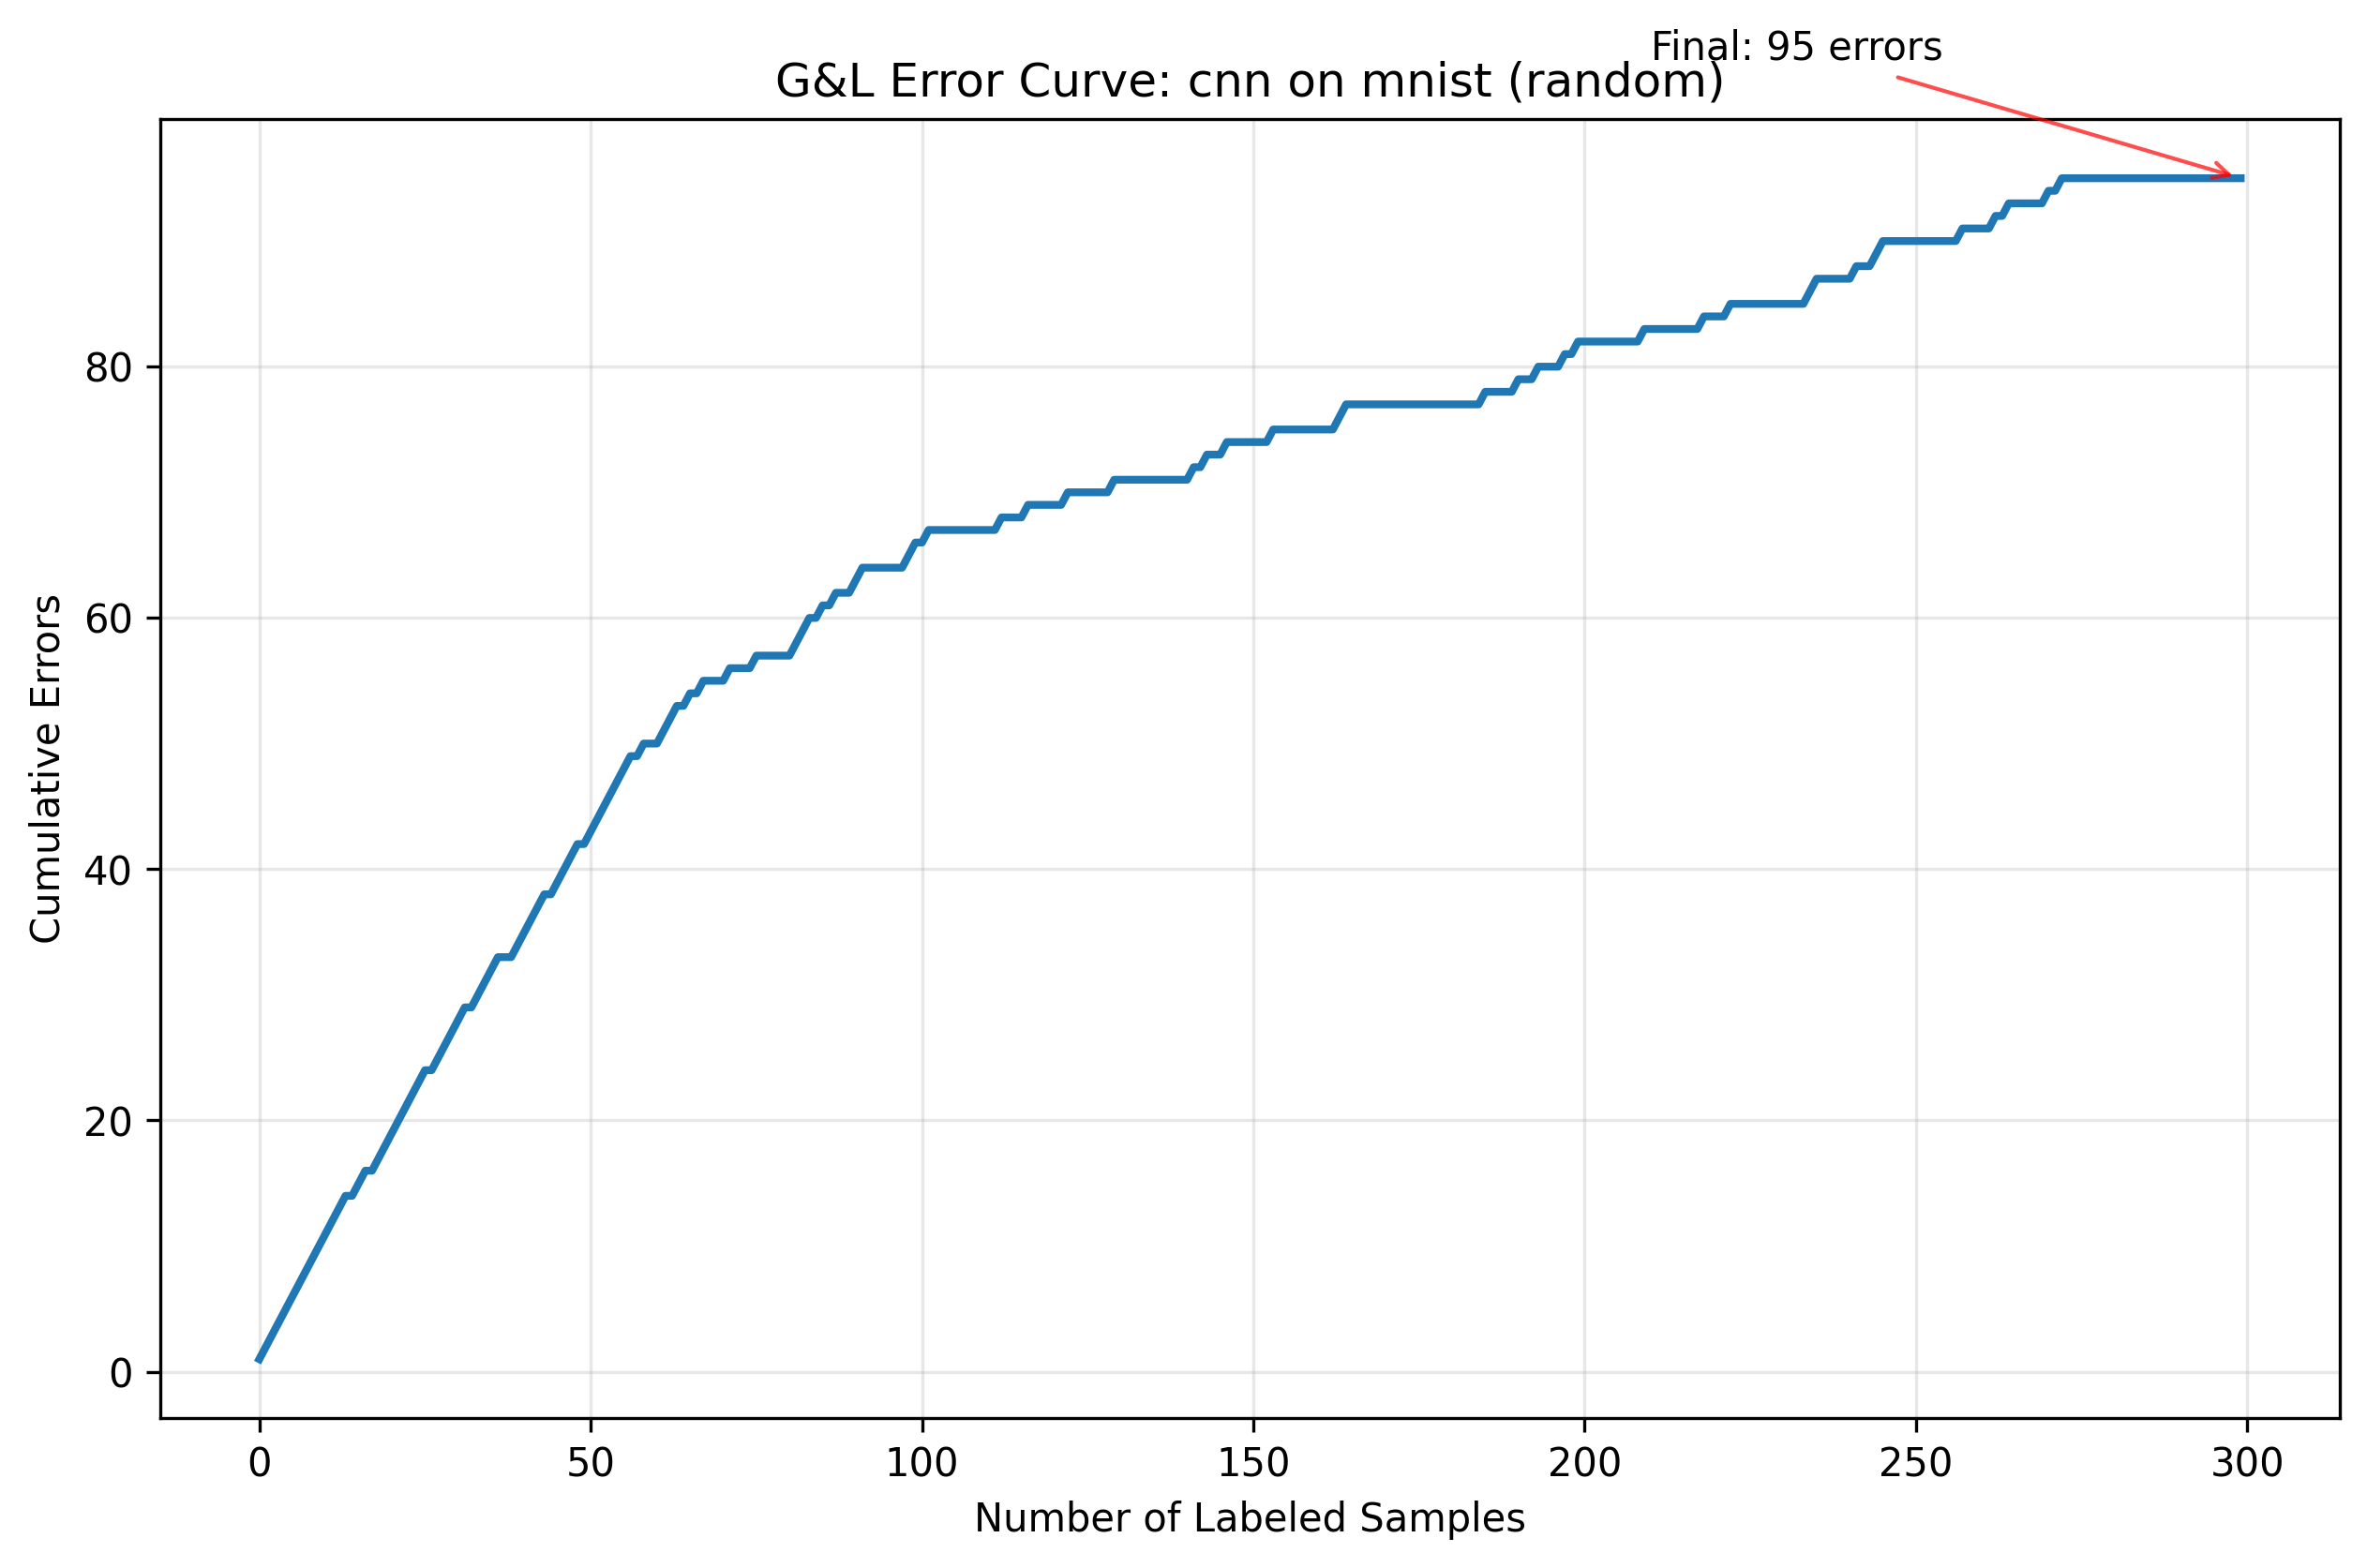 Final: 95 errors
G&L Error Curve: cnn on mnist (random)
Cumulative Errors
80
60
40
20
0
0 50 100 150 200 250 300
Number of Labeled Samples